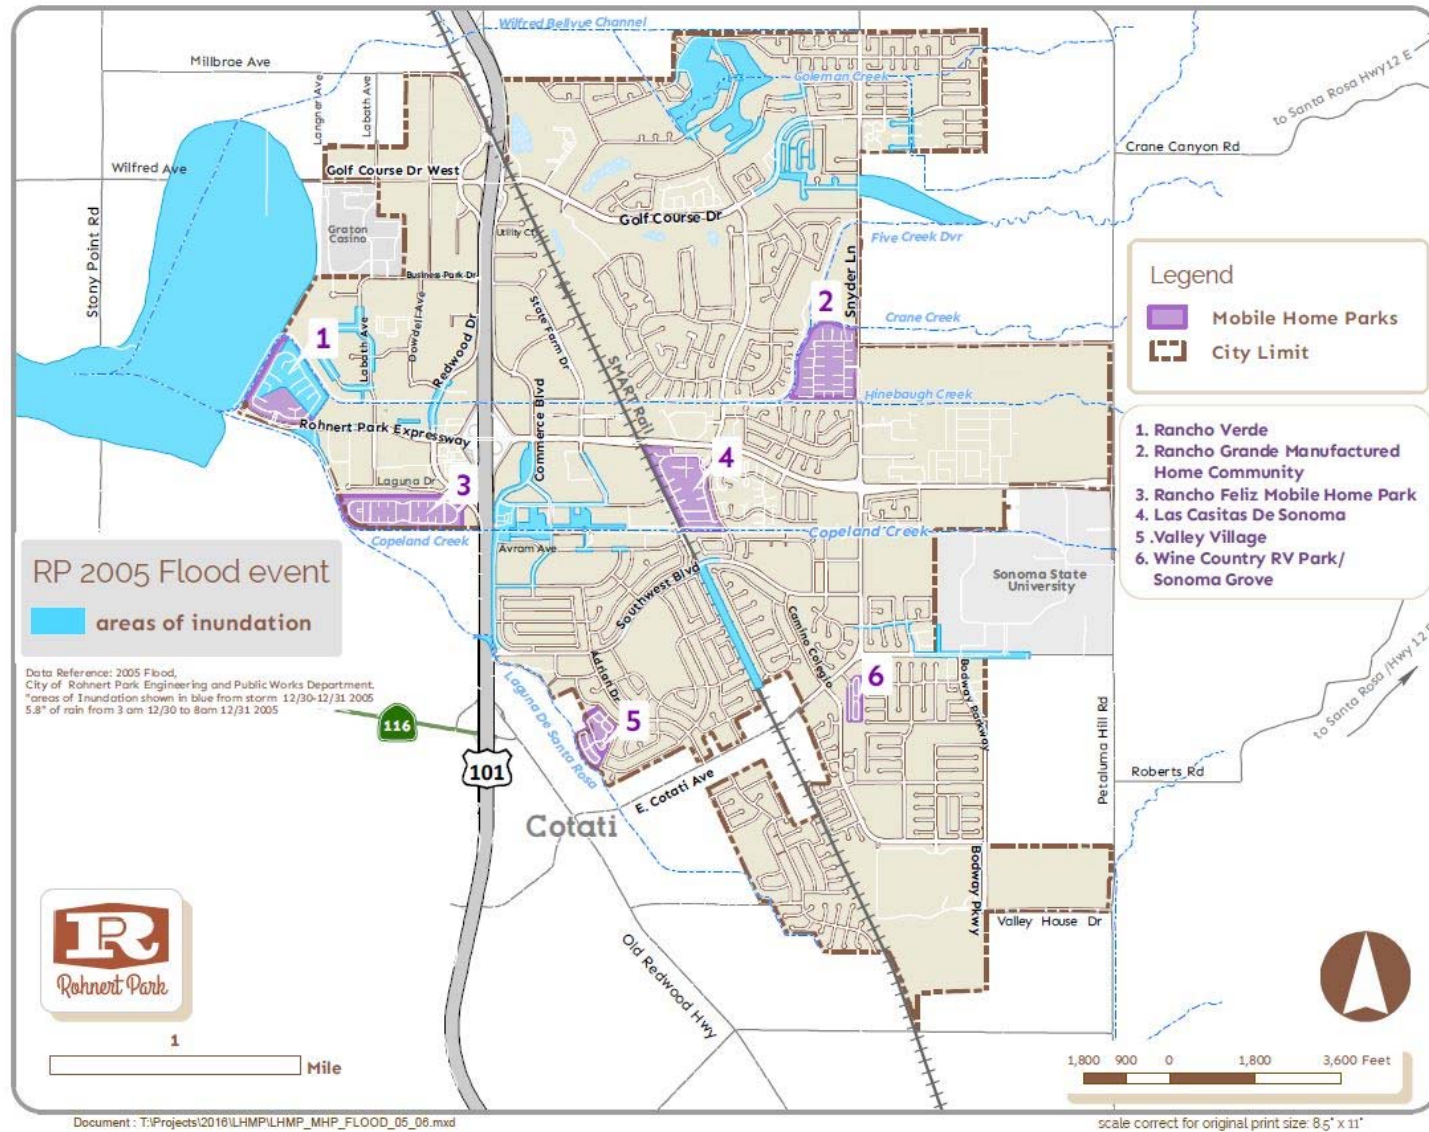 Wilfred Bellvue Channel
Millbrae Ave
Langner Ave
Labath Ave
Coleman Creek
to Santa Rosa Hwy12 E
Crane Canyon Rd
Wilfred Ave
Golf Course Dr West
Stony Point Rd
Graton
Casino
Golf Course Dr
Utility Ct
Five Creek Dvr
Snyder Ln
Business Park Dr
Legend
Mobile Home Parks
City Limit
1
2
Labath Ave
Dowdell Ave
Redwood Dr
State Farm Dr
SMART Rail
Crane Creek
Commerce Blvd
Hinebaugh Creek
Rohnert Park Expressway
1. Rancho Verde
2. Rancho Grande Manufactured
Home Community
3. Rancho Feliz Mobile Home Park
4. Las Casitas De Sonoma
5 .Valley Village
6. Wine Country RV Park/
Sonoma Grove
Laguna Dr
3
4
Copeland Creek
Copeland Creek
Avram Ave
RP 2005 Flood event
areas of inundation
Sonoma State
University
Southwest Blvd
Camino Colegio
Adrian Dr
Data Reference: 2005 Flood,
City of Rohnert Park Engineering and Public Works Department.
"areas of Inundation shown in blue from storm 12/30-12/31 2005
5.8" of rain from 3 am 12/30 to 8am 12/31 2005
116
101
Laguna De Santa Rosa
5
6
Bodway Parkway
Petaluma Hill Rd
to Santa Rosa /Hwy 12 E
Roberts Rd
E. Cotati Ave
Cotati
Bodway Pkwy
Valley House Dr
Old Redwood Hwy
R
Rohnert Park
1
Mile
1,800 900 0 1,800 3,600 Feet
Document : T:\Projects\2016\LHMP\LHMP_MHP_FLOOD_05_06.mxd
scale correct for original print size: 8.5" x 11"